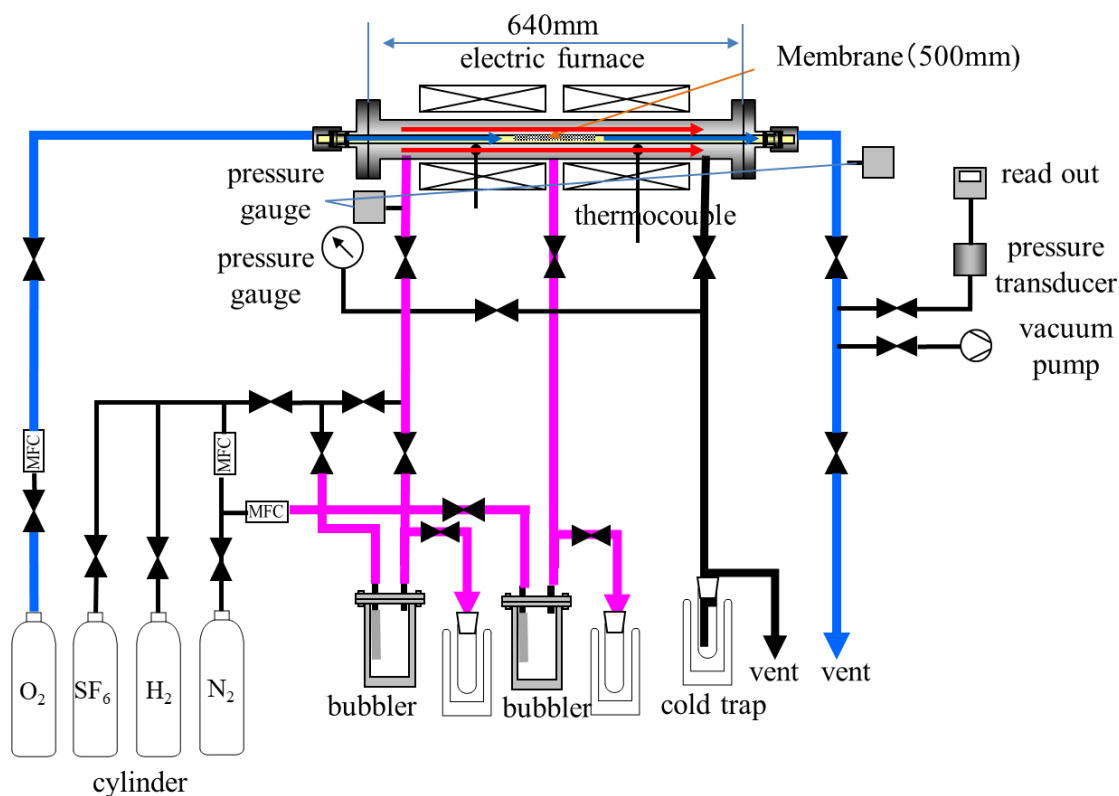 640mm
electric furnace
Membrane(500mm)
pressure
gauge
thermocouple
read out
pressure
gauge
pressure
transducer
vacuum
pump
MFC
MFC
MFC
O2
SF6
H2
N2
bubbler
bubbler
cold trap
vent
vent
cylinder